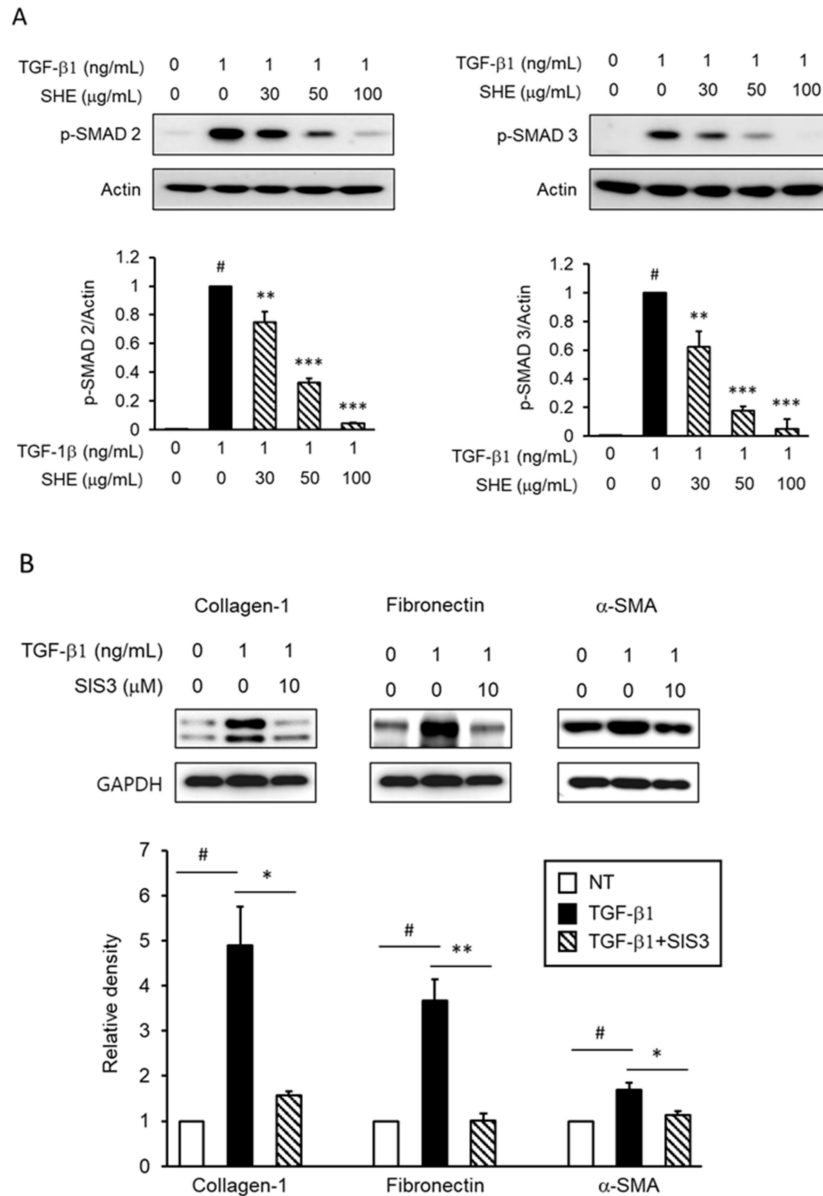 A
TGF-β1 (ng/mL) 0 1 1 1 1
SHE (μg/mL) 0 0 30 50 100
p-SMAD 2
Actin
1.2
1
0.8
0.6
0.4
0.2
0
p-SMAD 2/Actin
# ** *** ***
TGF-1β (ng/mL) 0 1 1 1 1
SHE (μg/mL) 0 0 30 50 100
TGF-β1 (ng/mL) 0 1 1 1 1
SHE (μg/mL) 0 0 30 50 100
p-SMAD 3
Actin
1.2
1
0.8
0.6
0.4
0.2
0
p-SMAD 3/Actin
# ** *** ***
TGF-β1 (ng/mL) 0 1 1 1 1
SHE (μg/mL) 0 0 30 50 100
B
Collagen-1 Fibronectin α-SMA
TGF-β1 (ng/mL) 0 1 1 0 1 1 0 1 1
SIS3 (μM) 0 0 10 0 0 10 0 0 10
GAPDH
7
6
5
4
3
2
1
0
Relative density
# * # ** # *
NT
TGF-β1
TGF-β1+SIS3
Collagen-1 Fibronectin α-SMA